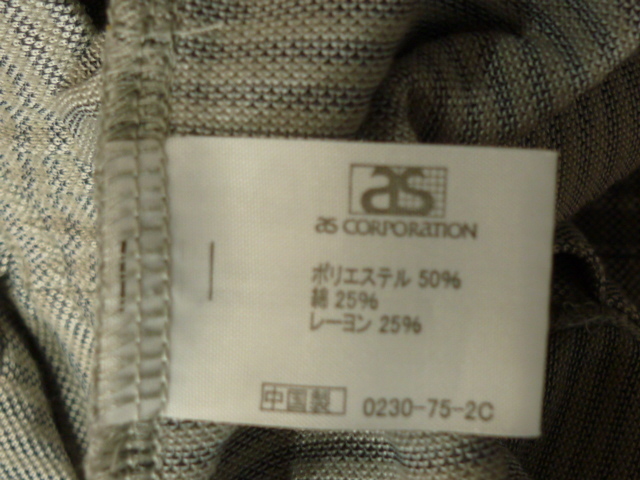 as
as CORPORATION
ポリエステル 50%
綿 25%
レーヨン 25%
中国製 0230-75-2C